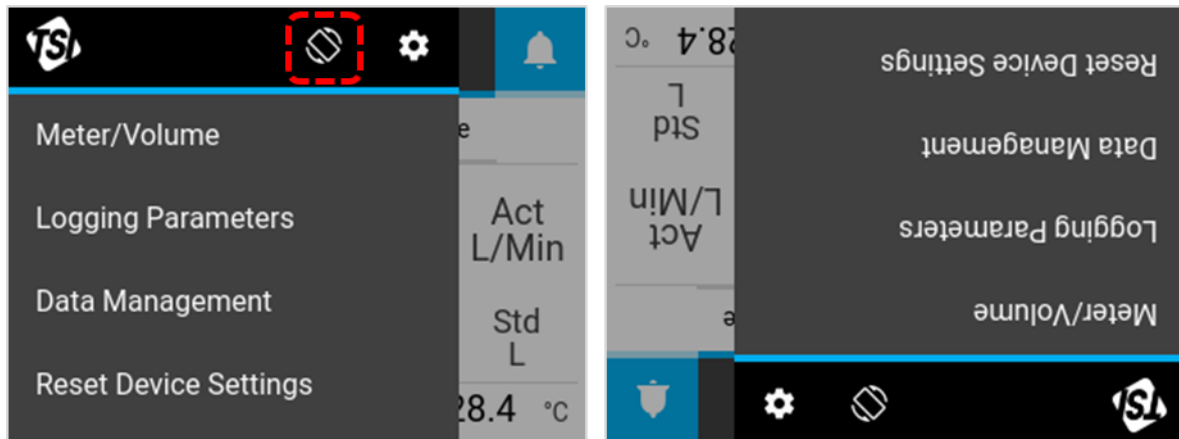 TSI
Meter/Volume
Logging Parameters
Data Management
Reset Device Settings
e
Act
L/Min
Std
L
28.4 °C
TSI
Meter/Volume
Logging Parameters
Data Management
Reset Device Settings
e
Act
L/Min
Std
L
28.4 °C